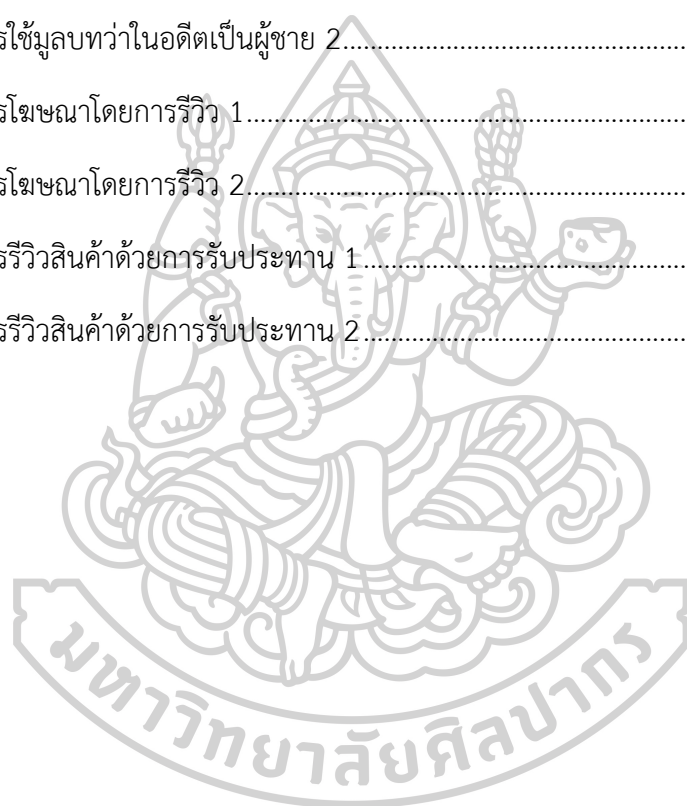 รใช้มูลบทว่าในอดีตเป็นผู้ชาย 2.......................................................
รโฆษณาโดยการรีวิว 1.......................................................................
รโฆษณาโดยการรีวิว 2.......................................................................
รรีวิวสินค้าด้วยการรับประทาน 1....................................................
รรีวิวสินค้าด้วยการรับประทาน 2....................................................
มหาวิทยาลัยศิลปากร